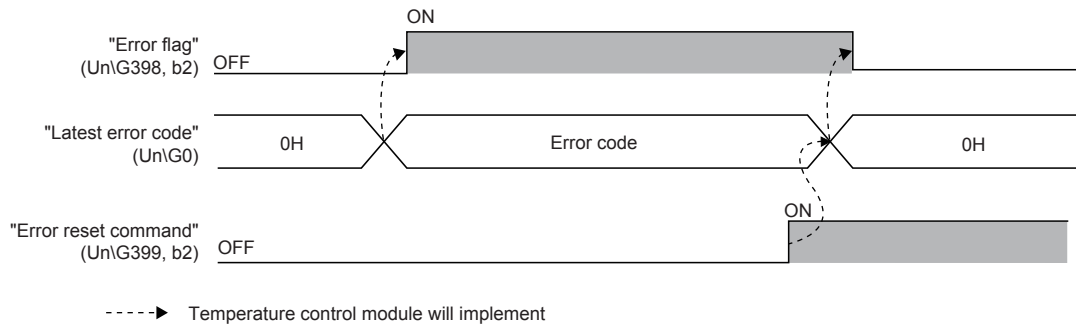 ON
"Error flag"
(Un\G398, b2)
OFF
"Latest error code"
(Un\G0)
0H
Error code
0H
ON
"Error reset command"
(Un\G399, b2)
OFF
Temperature control module will implement